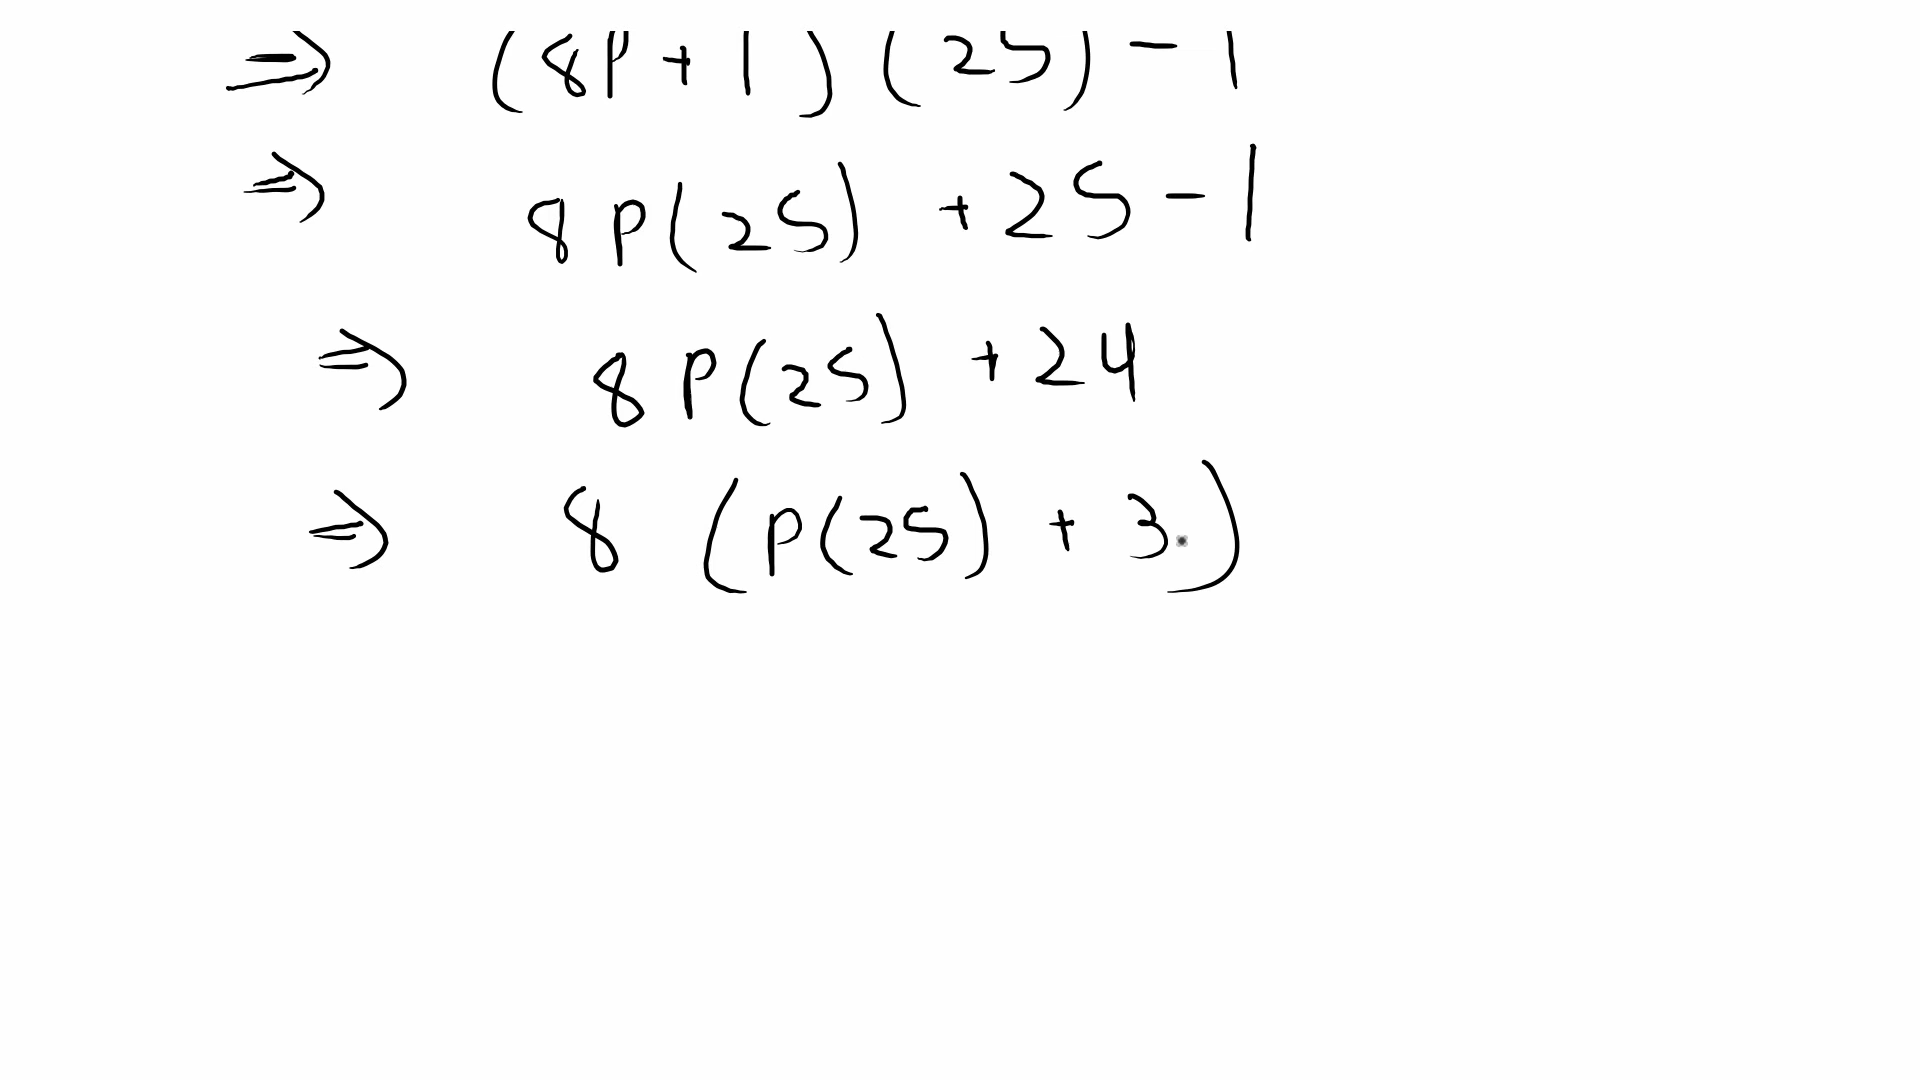 ⇒ (8P + 1) (25) - 1
⇒ 8P(25) + 25 - 1
⇒ 8P(25) + 24
⇒ 8 (P(25) + 3)